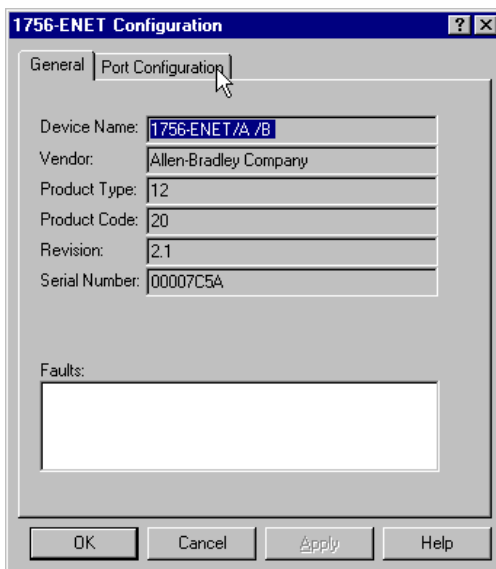 1756-ENET Configuration
General
Port Configuration
Device Name: 1756-ENET/A /B
Vendor: Allen-Bradley Company
Product Type: 12
Product Code: 20
Revision: 2.1
Serial Number: 00007C5A
Faults:
OK Cancel Apply Help